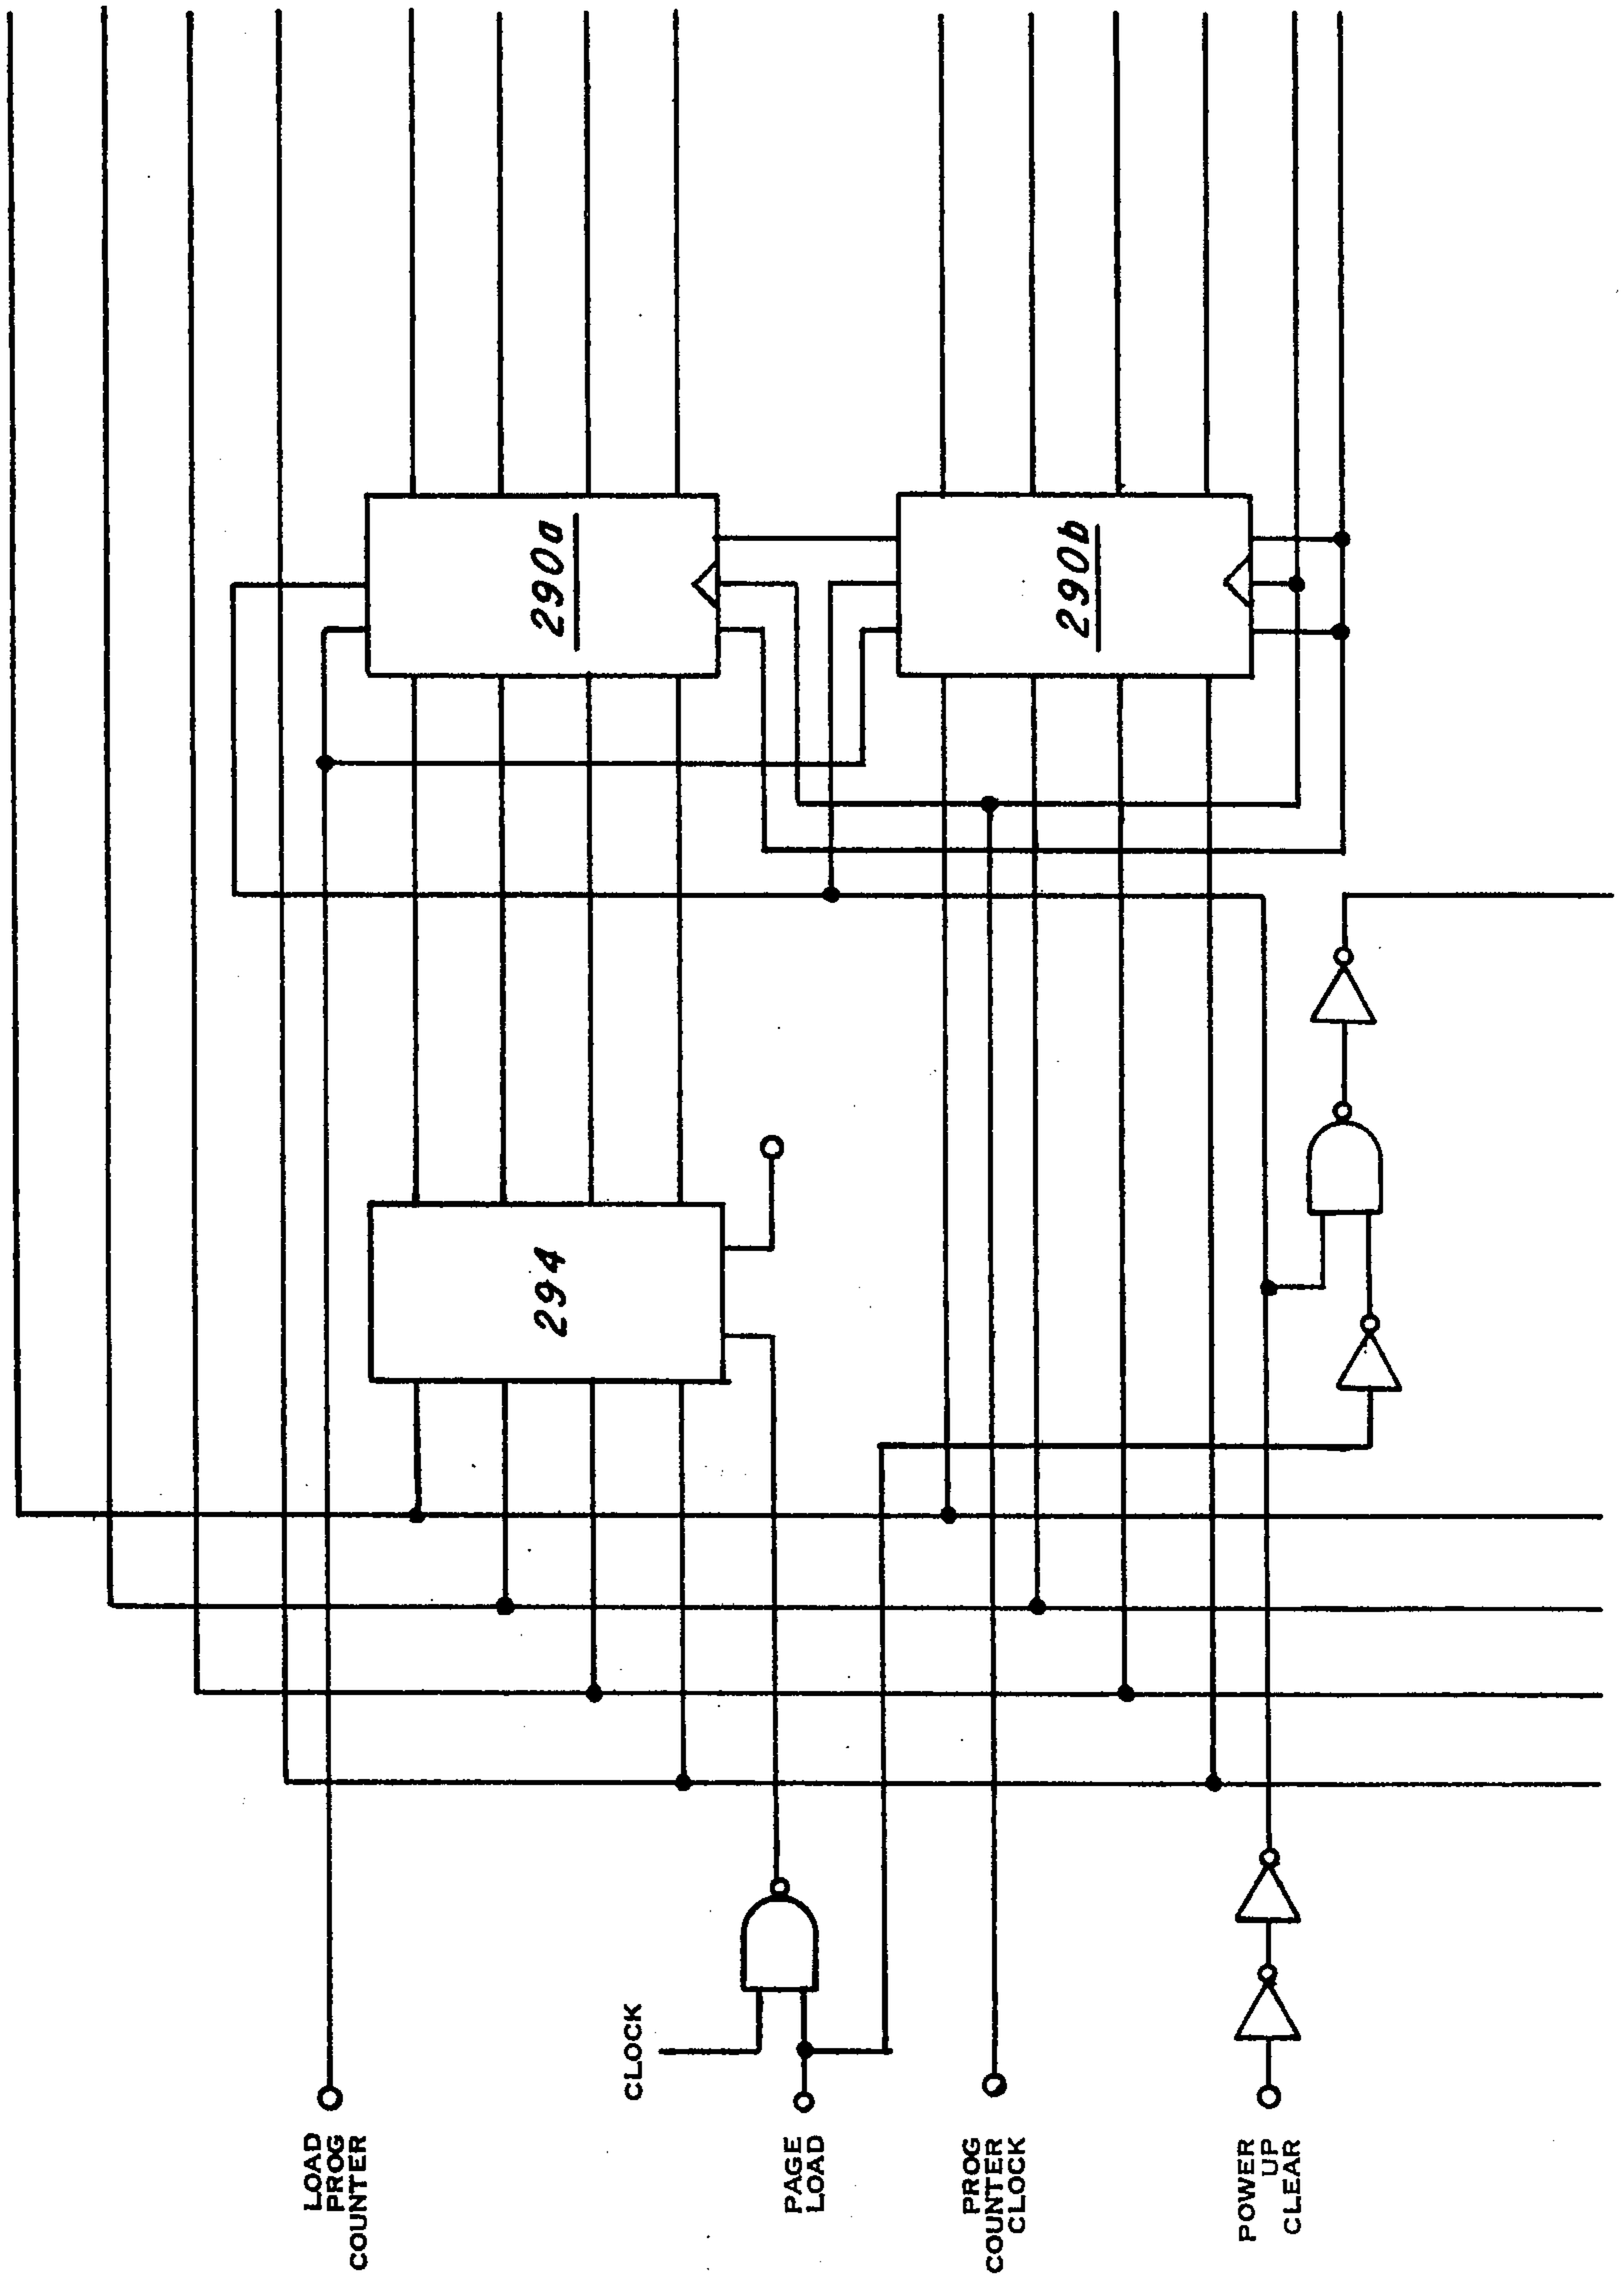 290a
290b
294
CLOCK
LOAD
PROG
COUNTER
PAGE
LOAD
PROG
COUNTER
CLOCK
POWER
UP
CLEAR